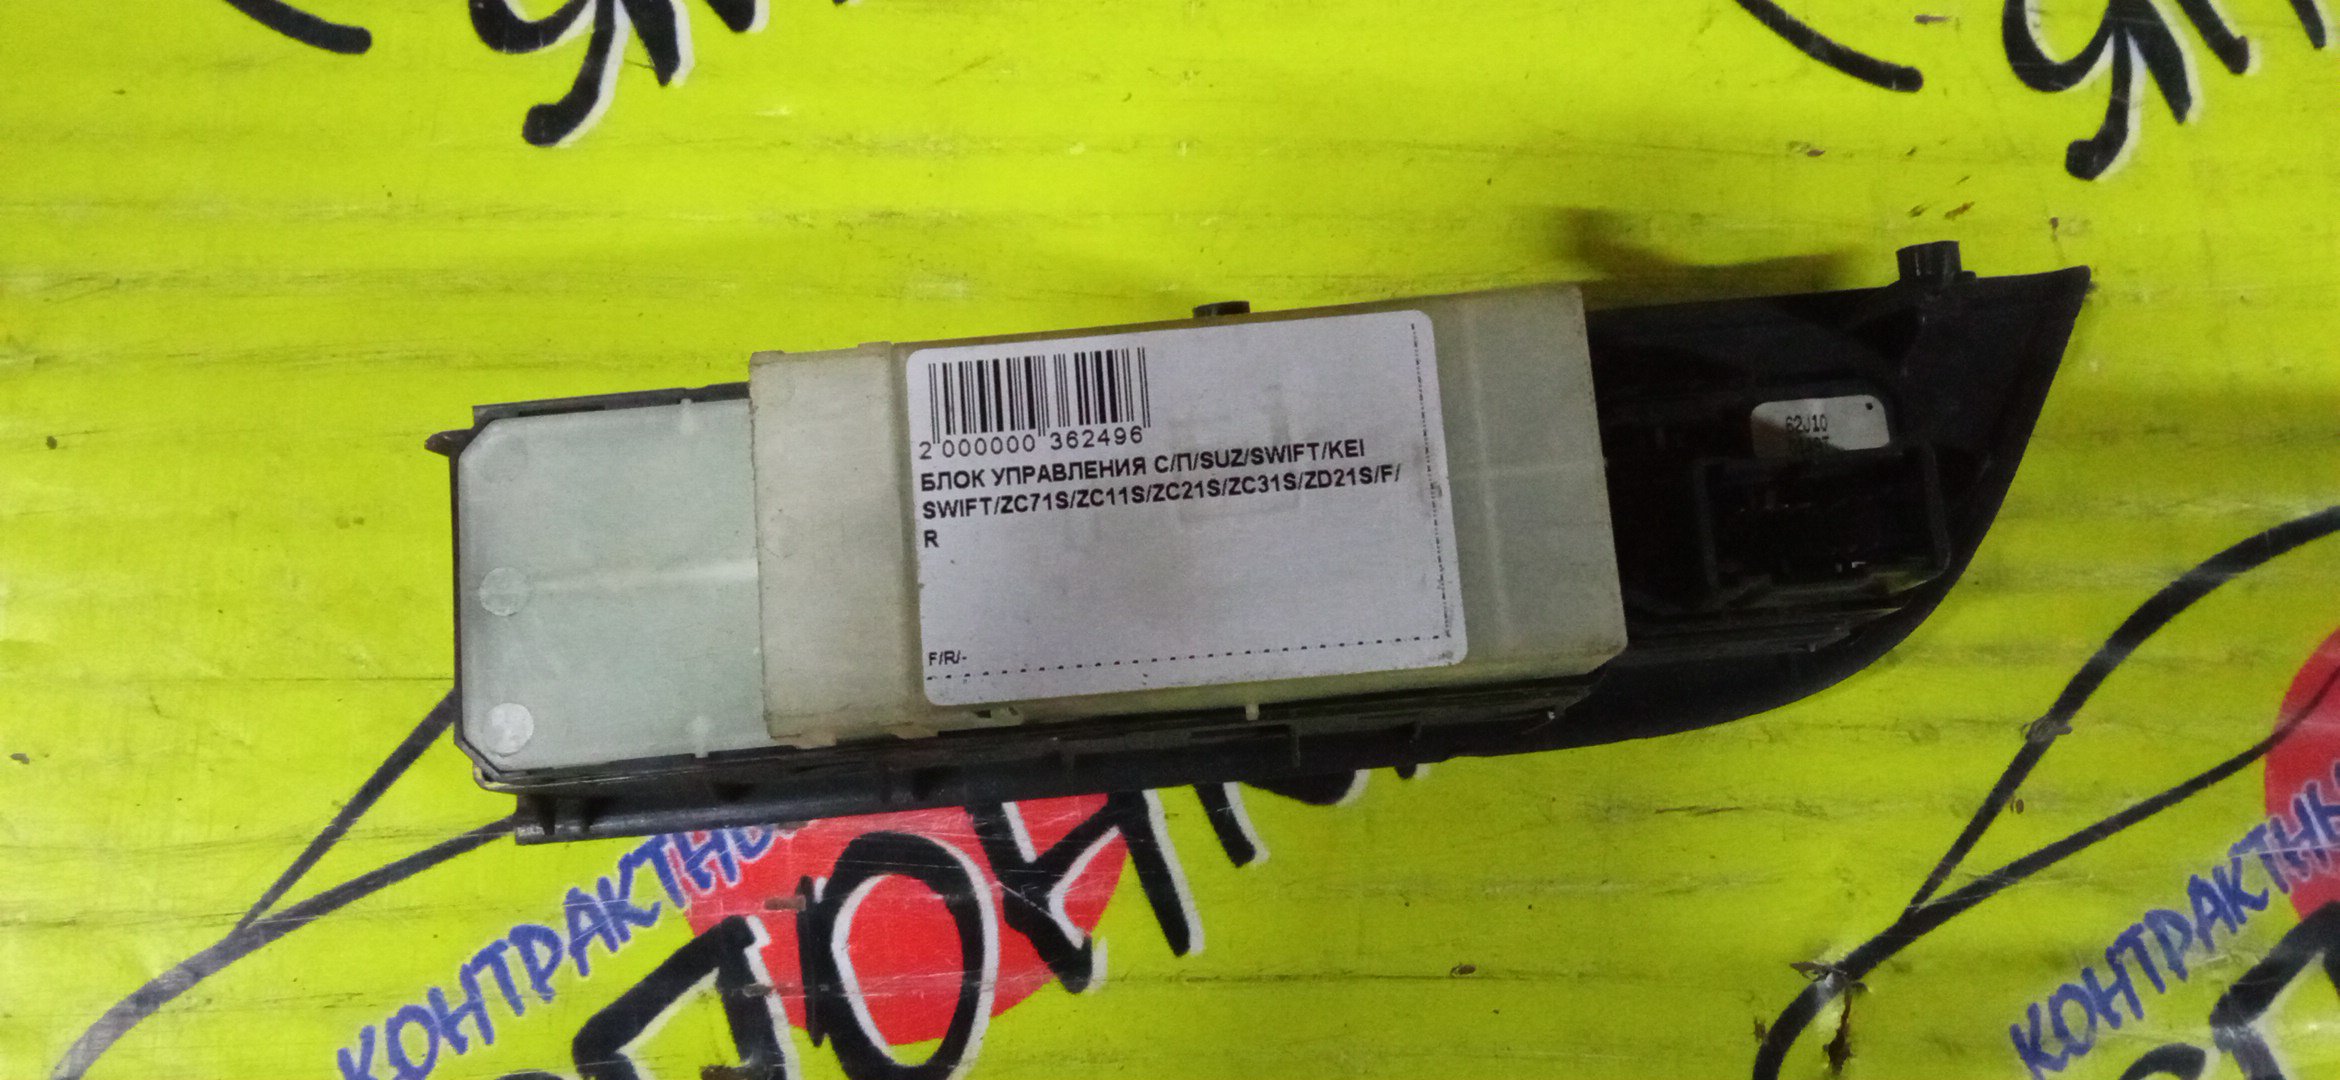 2 000000 362496
БЛОК УПРАВЛЕНИЯ С/П/SUZ/SWIFT/KEI
SWIFT/ZC71S/ZC11S/ZC21S/ZC31S/ZD21S/F/
R
F/R/-
62J10
КОНТРАКТНЫ
КОНТРАКТНЫ